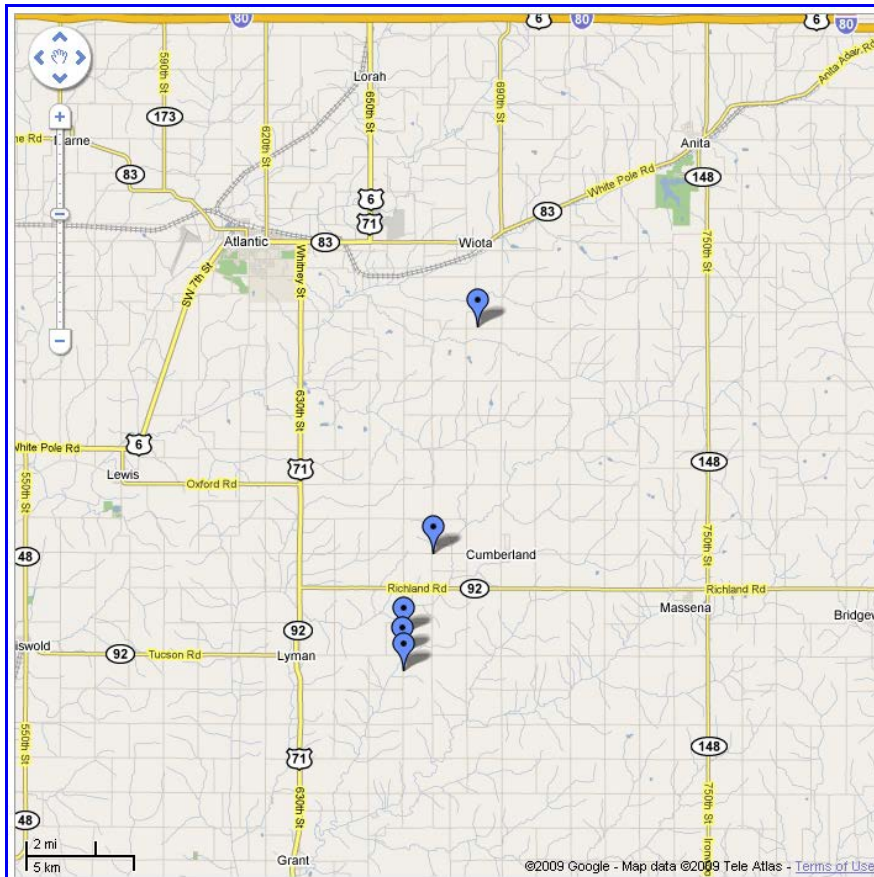 80
6
80
6
80
Lorah
590th St
650th St
690th St
Anita Adair Rd
173
620th St
Anita
ne Rd
Marne
83
White Pole Rd
148
6
71
83
Atlantic
83
Wiota
750th St
Whitney St
SW 7th St
630th St
6
White Pole Rd
71
148
Lewis
550th St
Oxford Rd
750th St
48
Cumberland
Richland Rd
92
Richland Rd
Massena
Bridgew
92
iswold
92
Tucson Rd
Lyman
550th St
71
148
630th St
750th St
48
2 mi
5 km
Grant
Ironwo
©2009 Google - Map data ©2009 Tele Atlas - Terms of Use